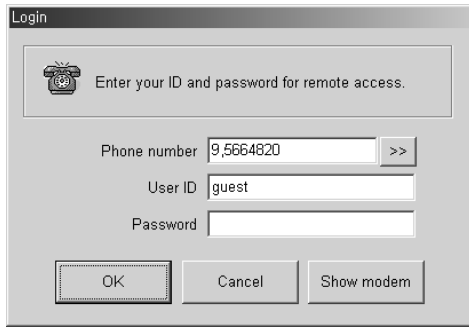 Login
Enter your ID and password for remote access.
Phone number 9,5664820 >>
User ID guest
Password
OK Cancel Show modem